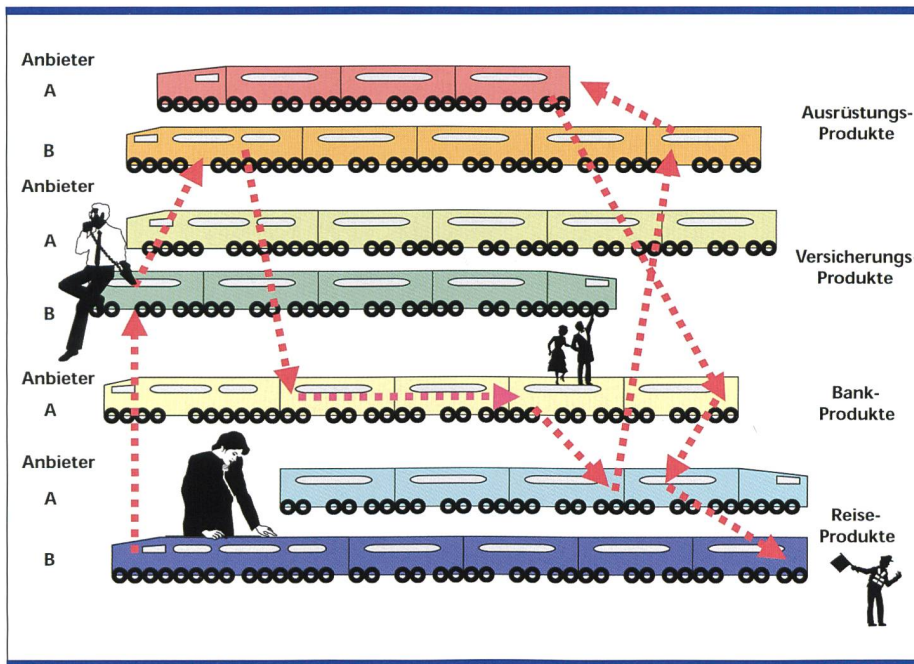 Anbieter
A
Ausrüstungs-
Produkte
B
Anbieter
A
Versicherungs-
Produkte
B
Anbieter
A
Bank-
Produkte
Anbieter
A
Reise-
Produkte
B